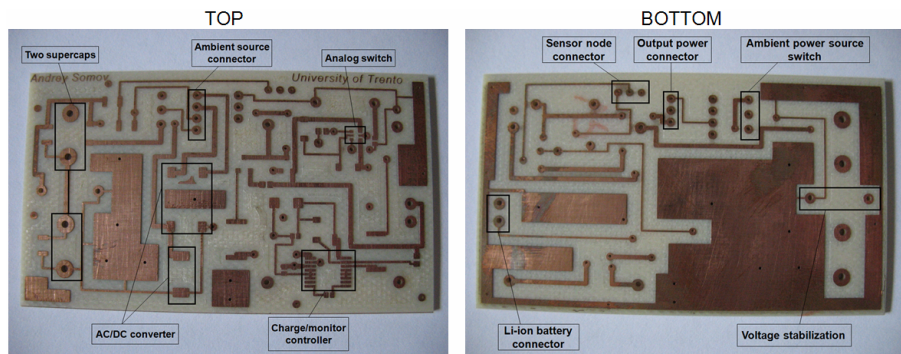 TOP
BOTTOM
Two supercaps
Ambient source
connector
Analog switch
Sensor node
connector
Output power
connector
Ambient power source
switch
Andrey Somov
University of Trento
AC/DC converter
Charge/monitor
controller
Li-ion battery
connector
Voltage stabilization